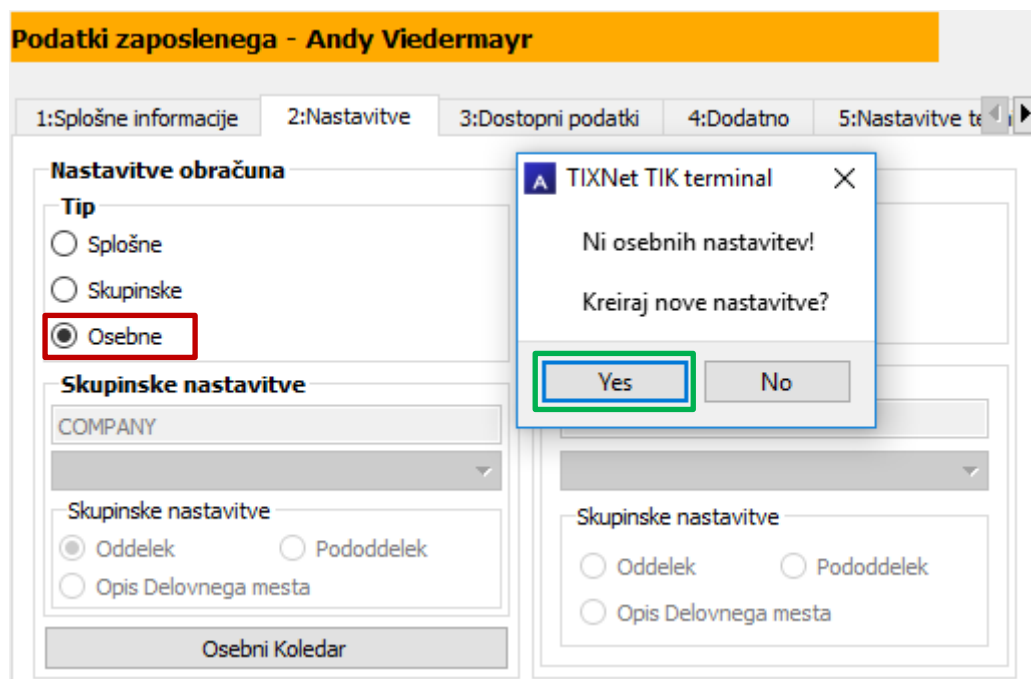 Podatki zaposlenega - Andy Viedermayr
1:Splošne informacije 2:Nastavitve 3:Dostopni podatki 4:Dodatno 5:Nastavitve
Nastavitve obračuna
Tip
Splošne
Skupinske
Osebne
A TIXNet TIK terminal
Ni osebnih nastavitev!
Kreiraj nove nastavitve?
Yes No
Skupinske nastavitve
COMPANY
Skupinske nastavitve
Oddelek Pododdelek
Opis Delovnega mesta
Osebni Koledar
Skupinske nastavitve
Oddelek Pododdelek
Opis Delovnega mesta